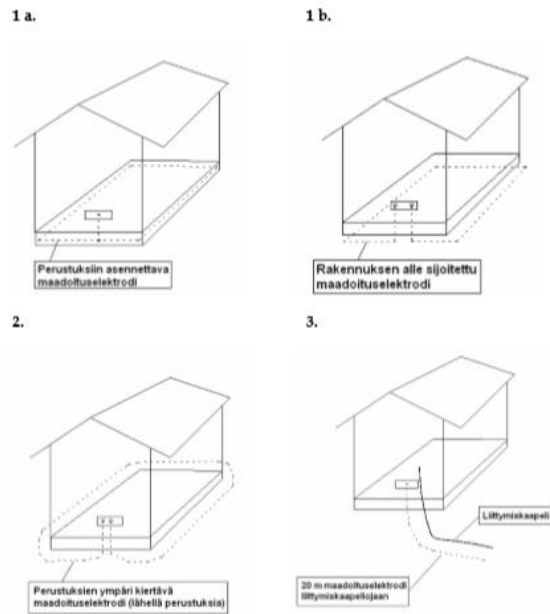 1 a.
1 b.
Perustuksiin asennettava
maadoituselektrodi
Rakennuksen alle sijoitettu
maadoituselektrodi
2.
3.
Perustuksien ympäri kiertävä
maadoituselektrodi (lähellä perustuksia)
Liittymiskaapeli
20 m maadoituselektrodi
liittymiskaapeliojaan